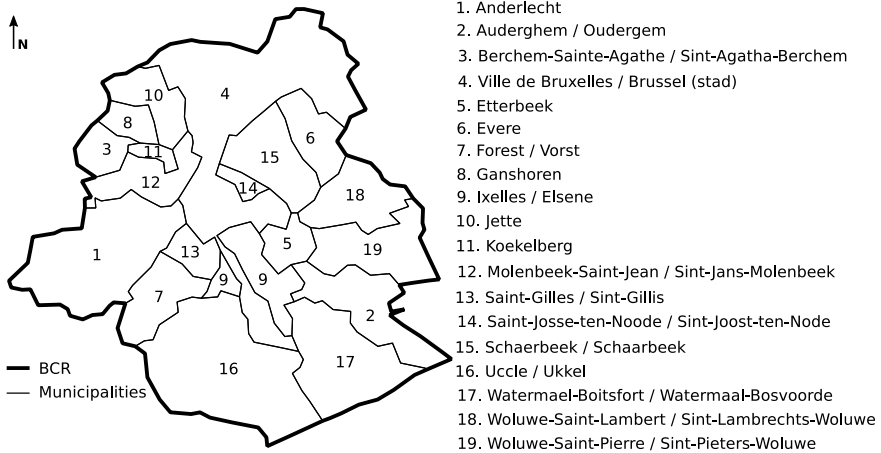 N
1. Anderlecht
2. Auderghem / Oudergem
3. Berchem-Sainte-Agathe / Sint-Agatha-Berchem
4. Ville de Bruxelles / Brussel (stad)
5. Etterbeek
6. Evere
7. Forest / Vorst
8. Ganshoren
9. Ixelles / Elsene
10. Jette
11. Koekelberg
12. Molenbeek-Saint-Jean / Sint-Jans-Molenbeek
13. Saint-Gilles / Sint-Gillis
14. Saint-Josse-ten-Noode / Sint-Joost-ten-Node
15. Schaerbeek / Schaarbeek
16. Uccle / Ukkel
17. Watermael-Boitsfort / Watermaal-Bosvoorde
18. Woluwe-Saint-Lambert / Sint-Lambrechts-Woluwe
19. Woluwe-Saint-Pierre / Sint-Pieters-Woluwe
10
4
8
6
3
11
15
12
14
18
5
19
13
1
9
9
7
2
16
17
BCR
Municipalities